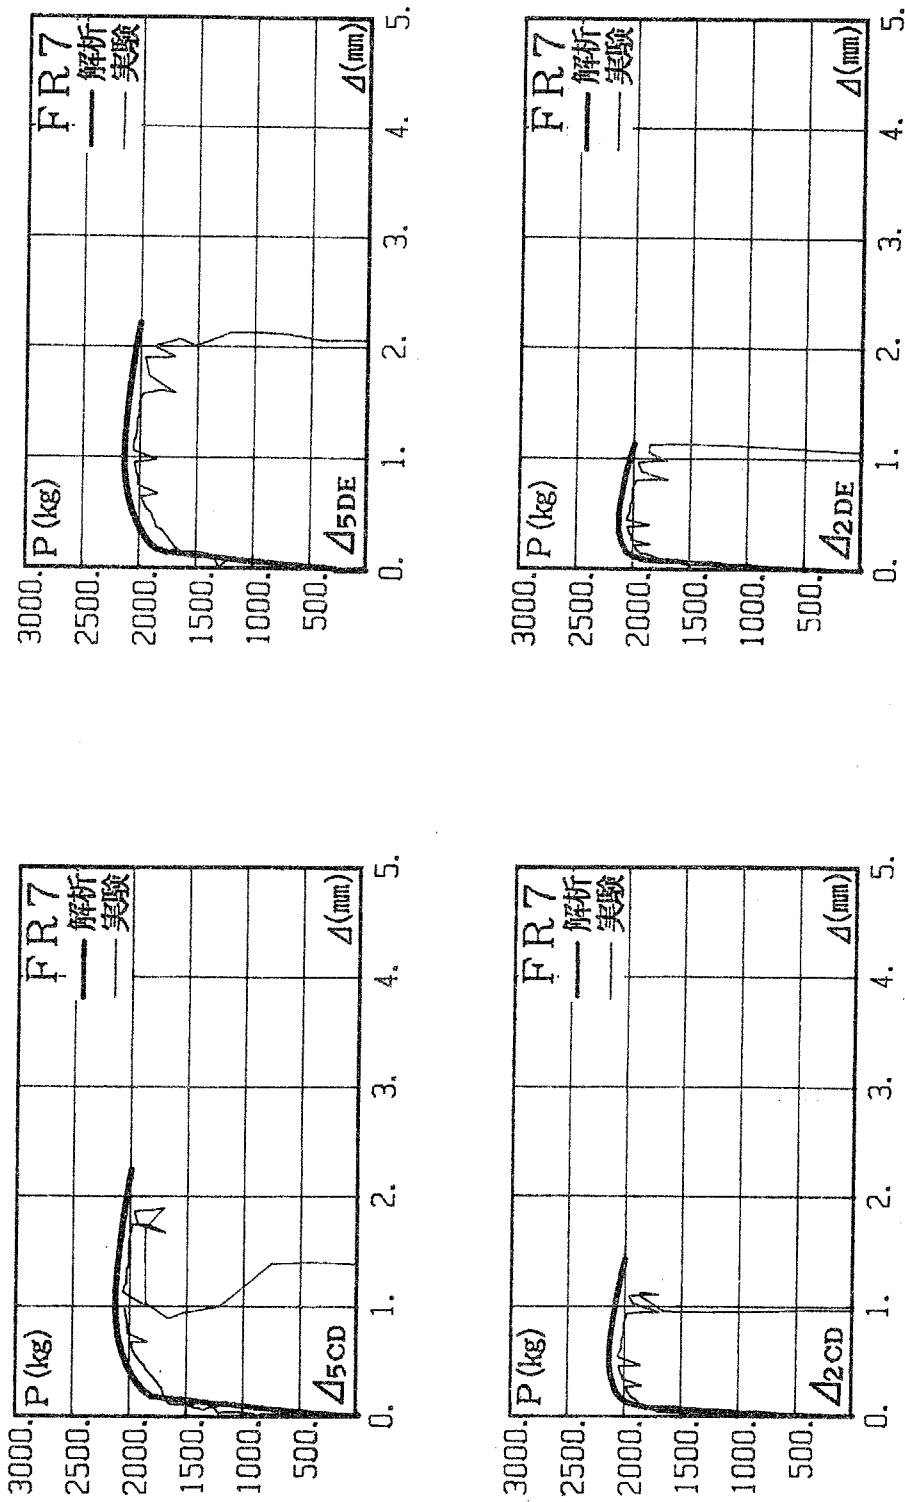 3000.
2500.
2000.
1500.
1000.
500.
P(kg)
FR7
解析
実験
Δ5CD
Δ(mm)
0. 1. 2. 3. 4. 5.
3000.
2500.
2000.
1500.
1000.
500.
P(kg)
FR7
解析
実験
Δ5DE
Δ(mm)
0. 1. 2. 3. 4. 5.
3000.
2500.
2000.
1500.
1000.
500.
P(kg)
FR7
解析
実験
Δ2CD
Δ(mm)
0. 1. 2. 3. 4. 5.
3000.
2500.
2000.
1500.
1000.
500.
P(kg)
FR7
解析
実験
Δ2DE
Δ(mm)
0. 1. 2. 3. 4. 5.